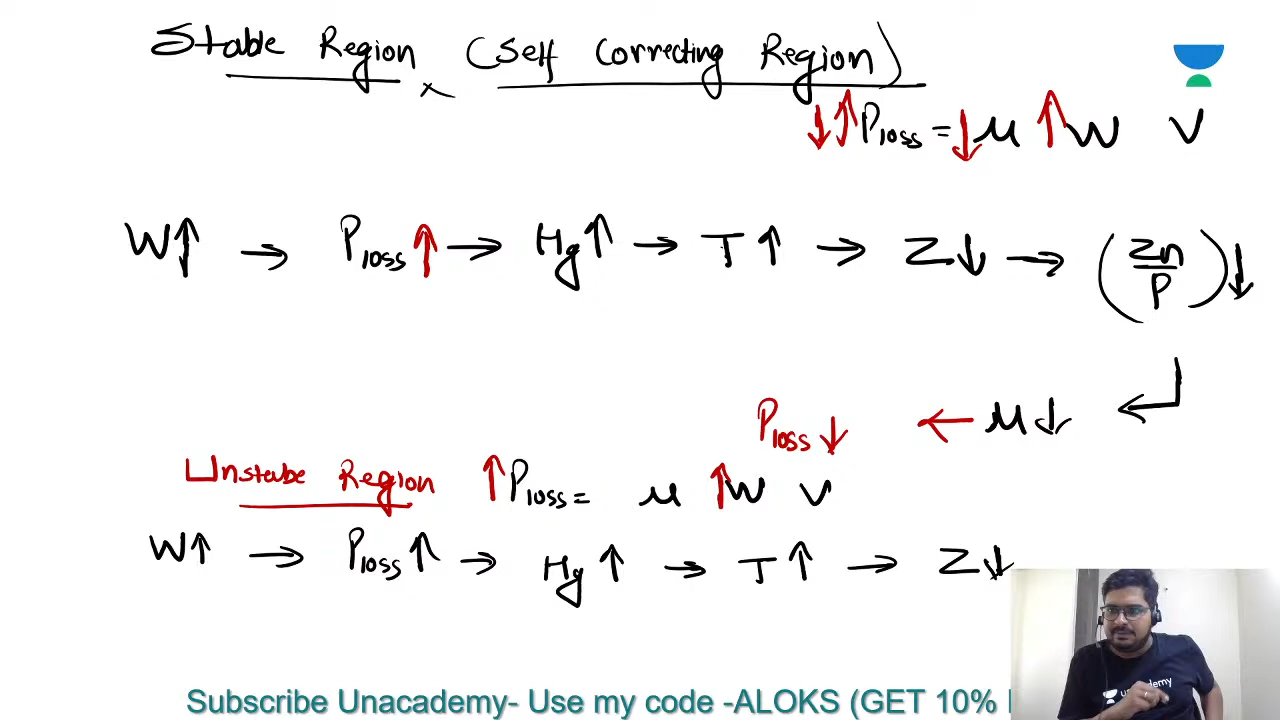 Stable Region (Self Correcting Region)
↓↑Ploss = ↓μ ↑W V
W↑ → Ploss↑ → Hg↑ → T↑ → Z↓ → (Zn/P)↓
Ploss↓ ← μ↓ ↵
Unstabe Region ↑Ploss = μ ↑W V
W↑ → Ploss↑ → Hg↑ → T↑ → Z↓
Subscribe Unacademy- Use my code -ALOKS (GET 10%